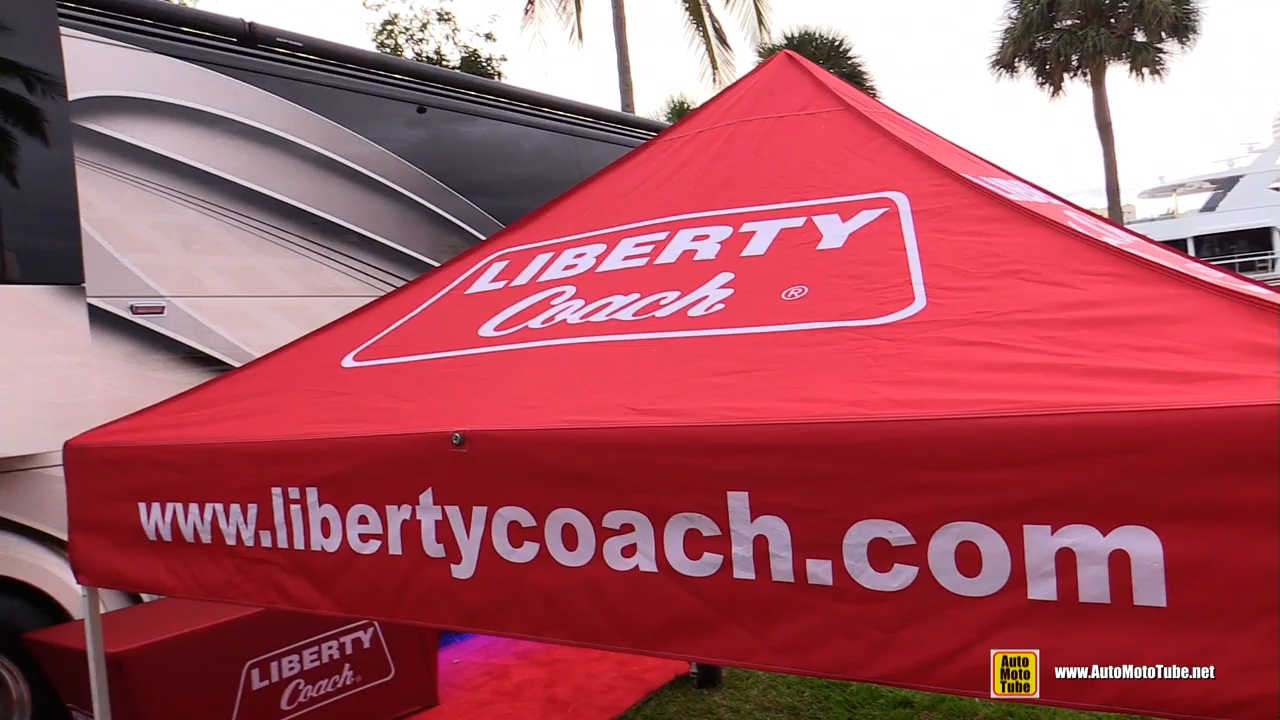 LIBERTY
Coach ®
www.libertycoach.com
LIBERTY
Coach
Auto
Moto
Tube
www.AutoMotoTube.net